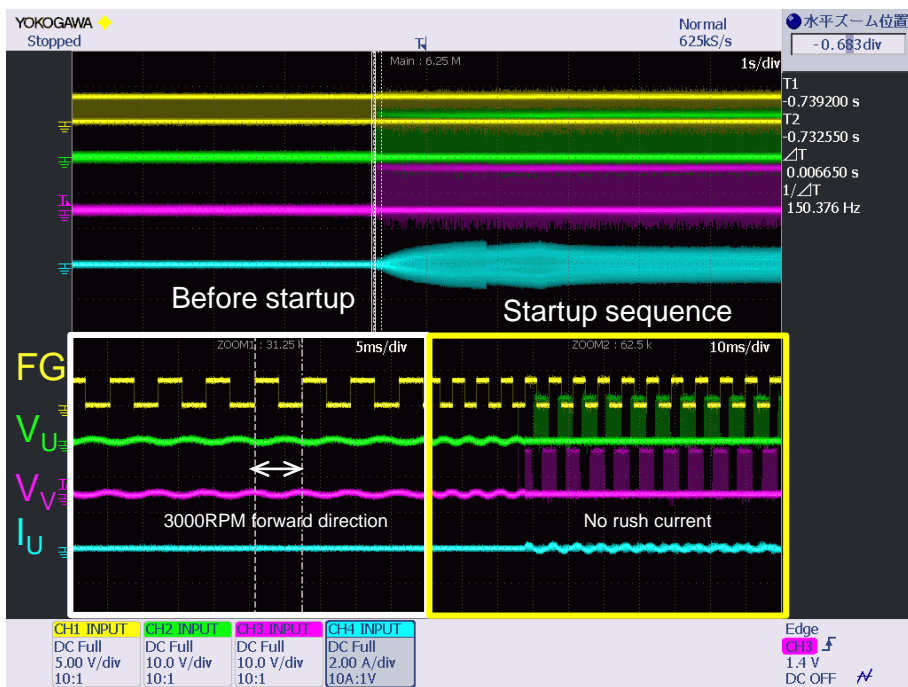 YOKOGAWA
Stopped
Normal
625kS/s
水平ズーム位置
-0.683div
Main : 6.25 M
1s/div
T1
-0.739200 s
T2
-0.732550 s
⊿T
0.006650 s
1/⊿T
150.376 Hz
Before startup
Startup sequence
ZOOM1 : 31.25 k
5ms/div
ZOOM2 : 62.5 k
10ms/div
FG
VU
VV
IU
3000RPM forward direction
No rush current
CH1 INPUT
DC Full
5.00 V/div
10:1
CH2 INPUT
DC Full
10.0 V/div
10:1
CH3 INPUT
DC Full
10.0 V/div
10:1
CH4 INPUT
DC Full
2.00 A/div
10A:1V
Edge
CH3
1.4 V
DC OFF